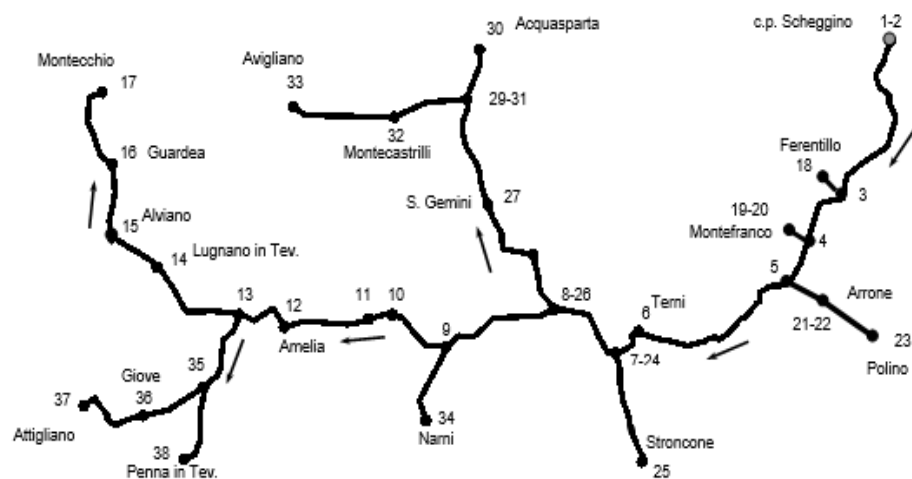 30 Acquasparta
c.p. Scheggino 1-2
Montecchio
17
Avigliano
33
29-31
32
Montecastrilli
16 Guardea
Ferentillo
18
3
S. Gemini 27
19-20
Montefranco
4
15
Alviano
14
Lugnano in Tev.
5
Arrone
21-22
23
Polino
13
12
11
10
8-26
Terni
6
Amelia
9
7-24
Giove
35
37
36
Attigliano
34
Narni
38
Penna in Tev.
Stroncone
25